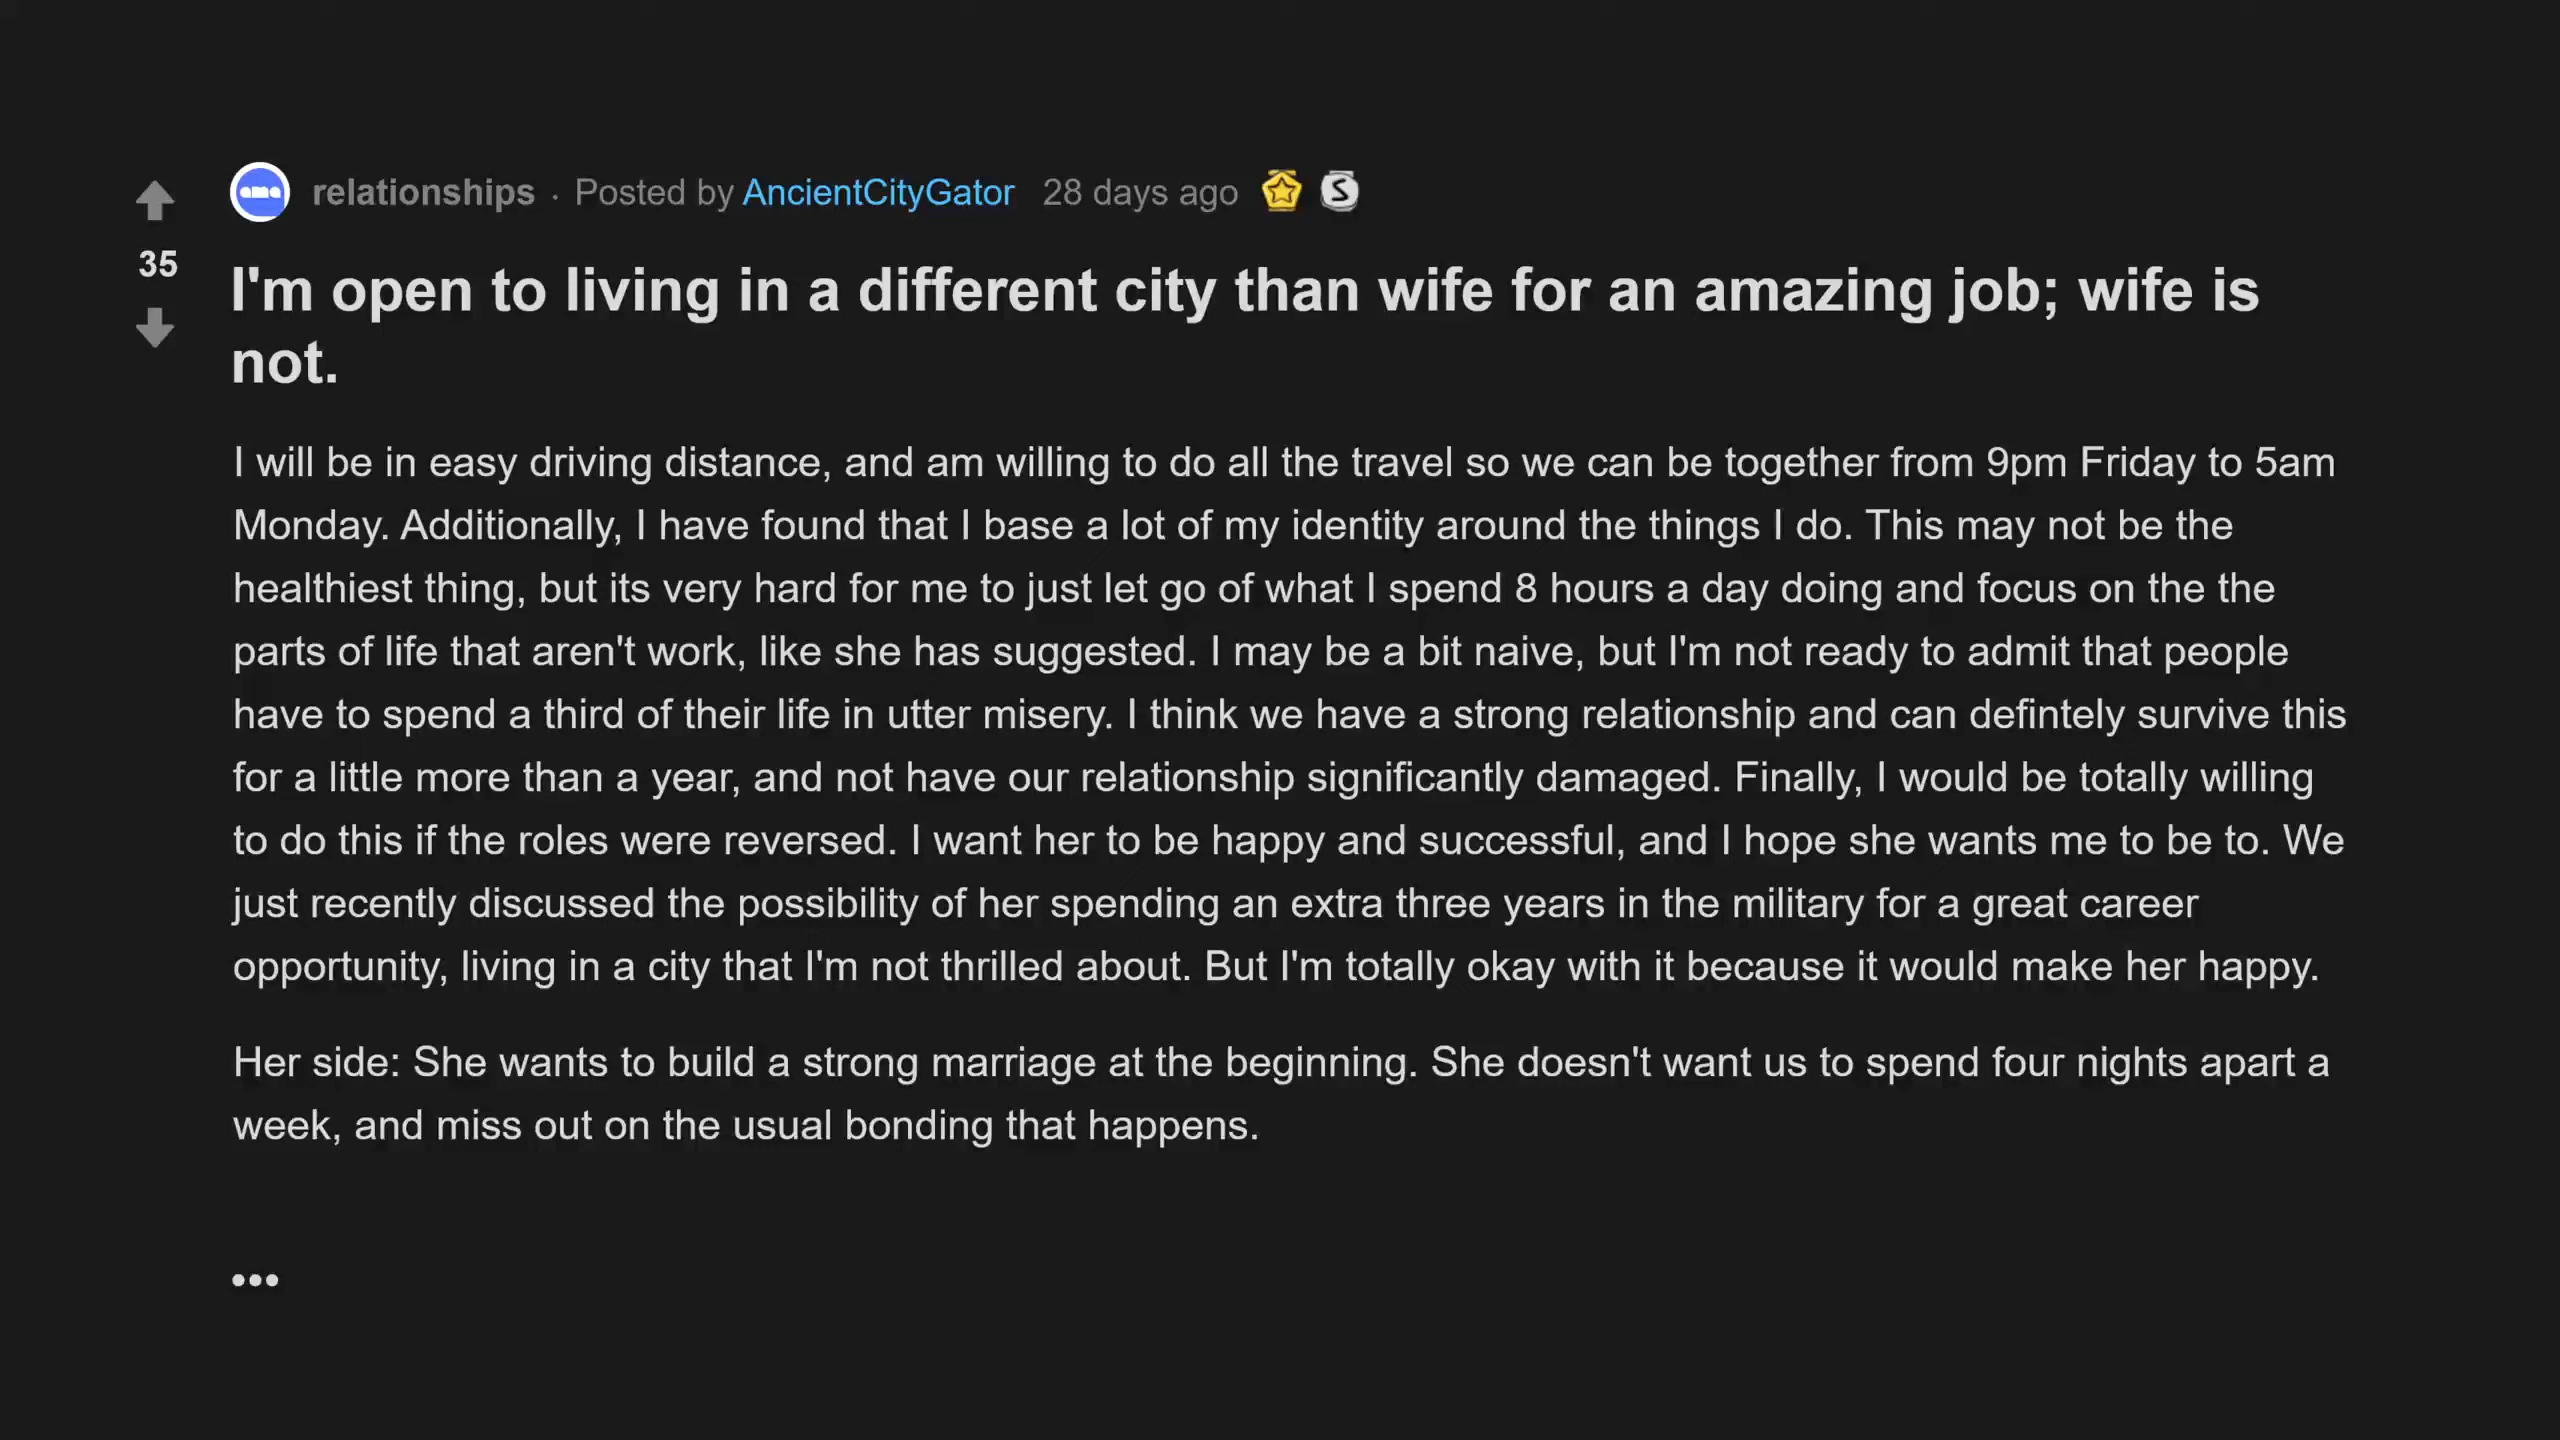 ama relationships · Posted by AncientCityGator 28 days ago S
35
I'm open to living in a different city than wife for an amazing job; wife is
not.
I will be in easy driving distance, and am willing to do all the travel so we can be together from 9pm Friday to 5am
Monday. Additionally, I have found that I base a lot of my identity around the things I do. This may not be the
healthiest thing, but its very hard for me to just let go of what I spend 8 hours a day doing and focus on the the
parts of life that aren't work, like she has suggested. I may be a bit naive, but I'm not ready to admit that people
have to spend a third of their life in utter misery. I think we have a strong relationship and can defintely survive this
for a little more than a year, and not have our relationship significantly damaged. Finally, I would be totally willing
to do this if the roles were reversed. I want her to be happy and successful, and I hope she wants me to be to. We
just recently discussed the possibility of her spending an extra three years in the military for a great career
opportunity, living in a city that I'm not thrilled about. But I'm totally okay with it because it would make her happy.
Her side: She wants to build a strong marriage at the beginning. She doesn't want us to spend four nights apart a
week, and miss out on the usual bonding that happens.
•••